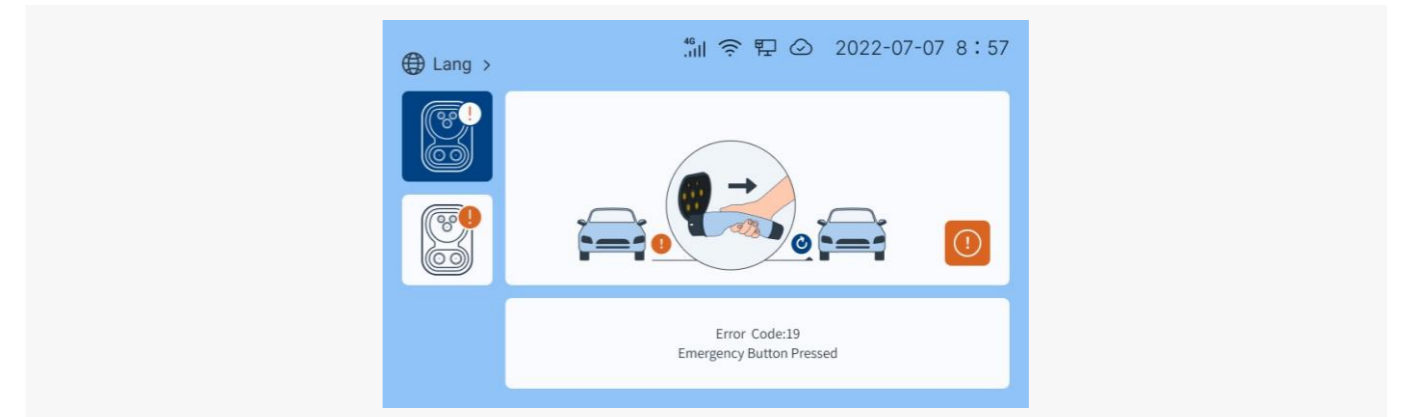 4G
2022-07-07 8：57
Lang >
Error Code:19
Emergency Button Pressed